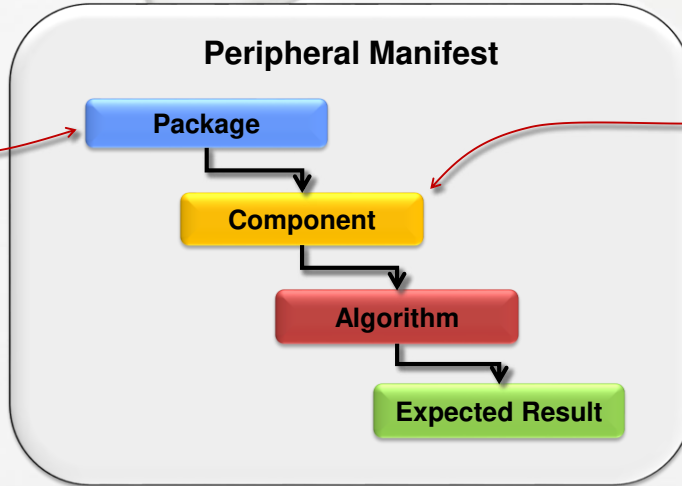 Peripheral Manifest
Package
Component
Algorithm
Expected Result